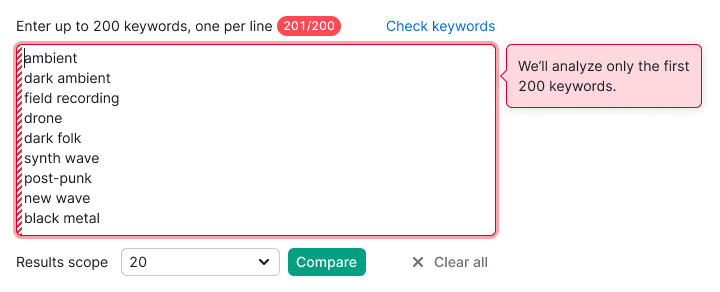 Enter up to 200 keywords, one per line 201/200 Check keywords
ambient
dark ambient
field recording
drone
dark folk
synth wave
post-punk
new wave
black metal
We’ll analyze only the first
200 keywords.
Results scope 20 Compare Clear all